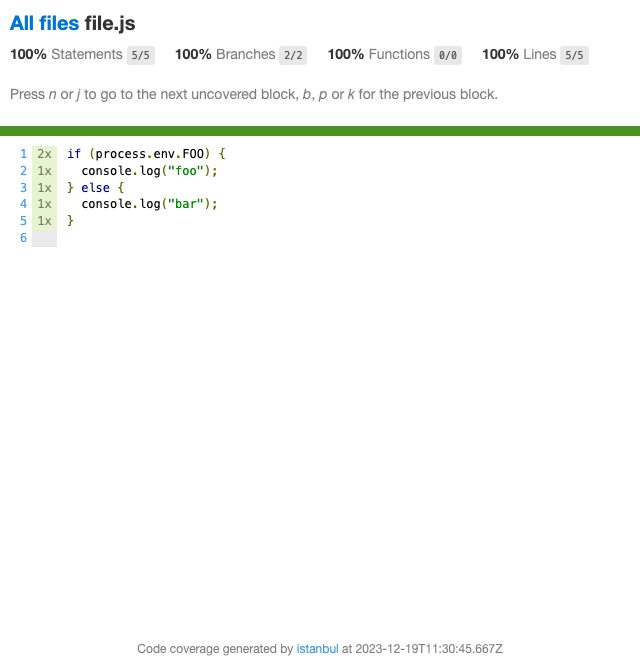 All files file.js
100% Statements 5/5 100% Branches 2/2 100% Functions 0/0 100% Lines 5/5
Press n or j to go to the next uncovered block, b, p or k for the previous block.
1 2x if (process.env.FOO) {
2 1x   console.log("foo");
3 1x } else {
4 1x   console.log("bar");
5 1x }
6
Code coverage generated by istanbul at 2023-12-19T11:30:45.667Z